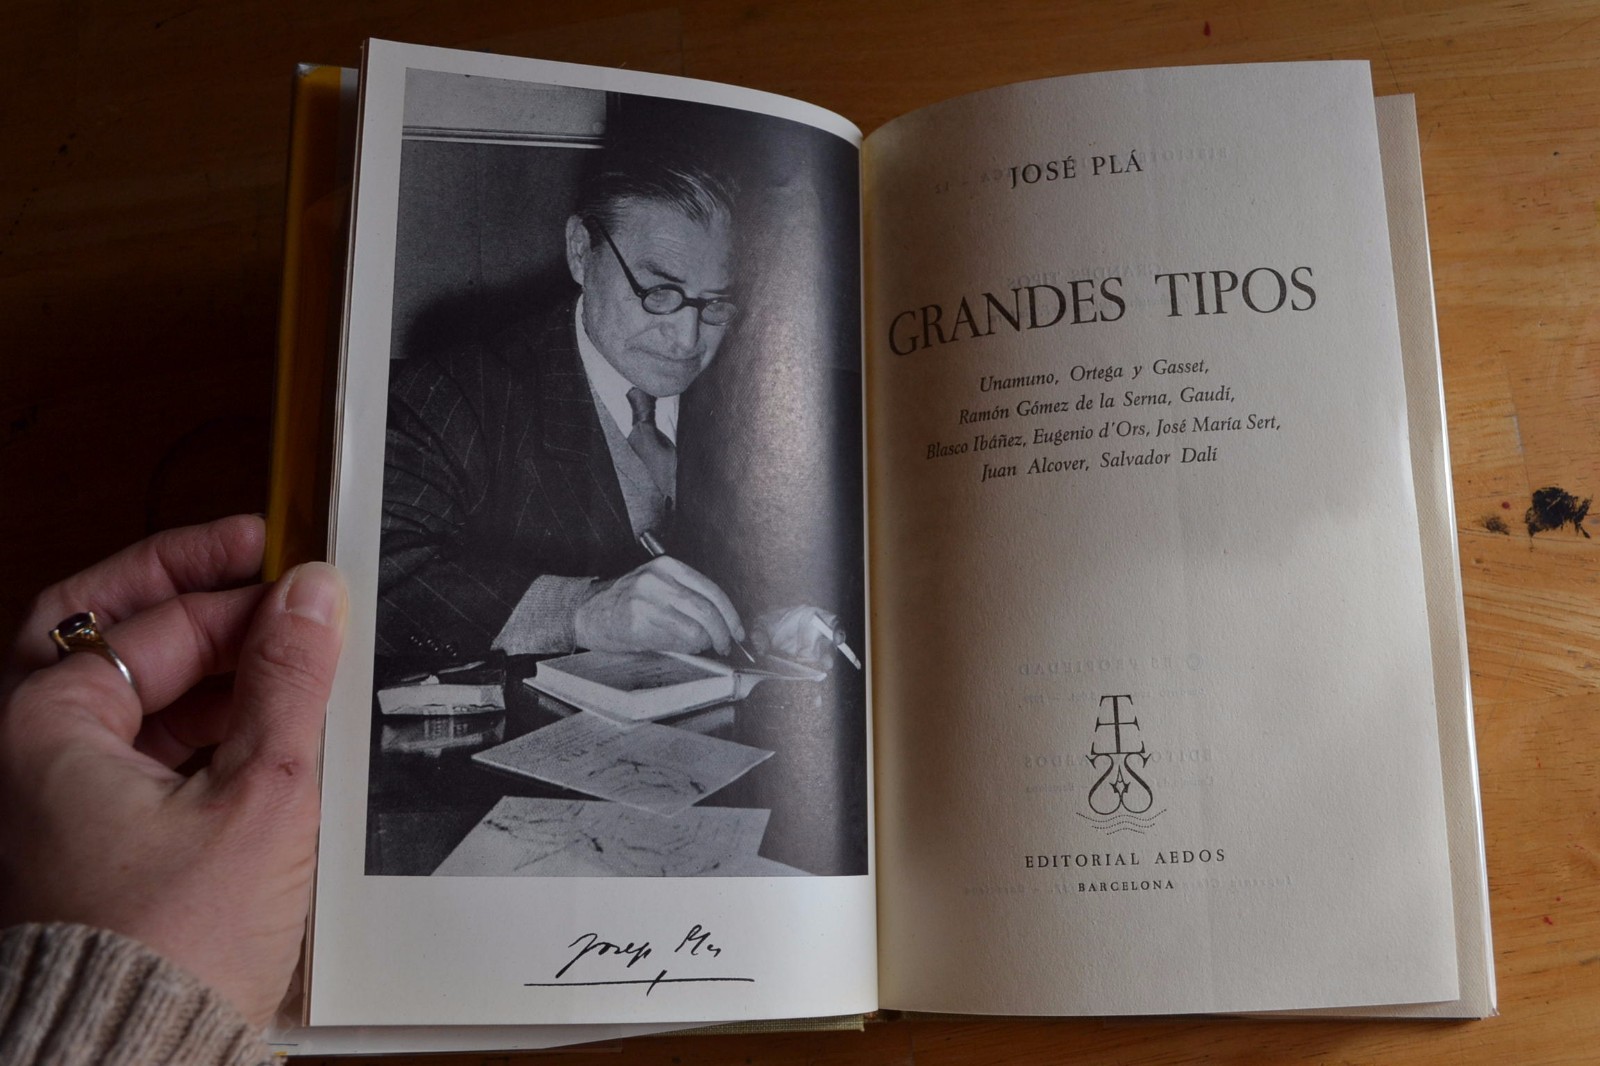 Josep Pla
JOSÉ PLÁ
GRANDES TIPOS
Unamuno, Ortega y Gasset,
Ramón Gómez de la Serna, Gaudí,
Blasco Ibáñez, Eugenio d'Ors, José María Sert,
Juan Alcover, Salvador Dalí
EDITORIAL AEDOS
BARCELONA